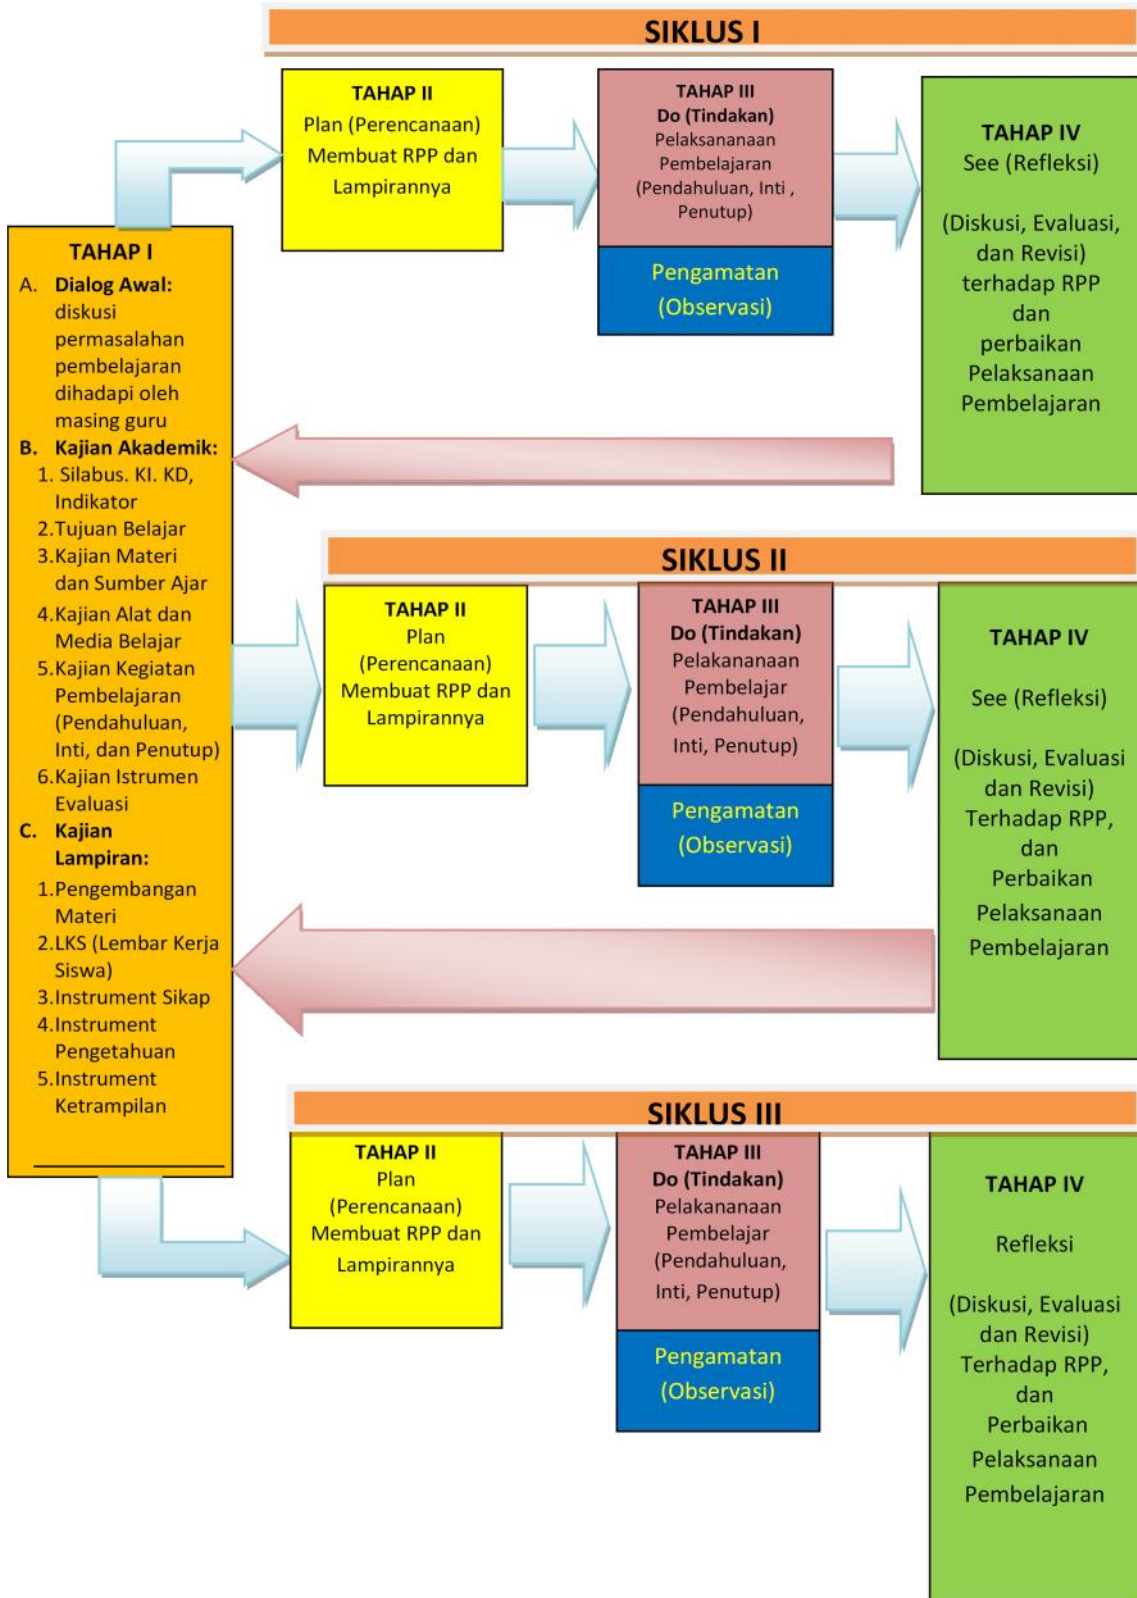 SIKLUS I
TAHAP II
Plan (Perencanaan)
Membuat RPP dan
Lampirannya
TAHAP III
Do (Tindakan)
Pelaksananaan
Pembelajaran
(Pendahuluan, Inti ,
Penutup)
Pengamatan
(Observasi)
TAHAP IV
See (Refleksi)
(Diskusi, Evaluasi,
dan Revisi)
terhadap RPP
dan
perbaikan
Pelaksanaan
Pembelajaran
TAHAP I
A. Dialog Awal:
diskusi
permasalahan
pembelajaran
dihadapi oleh
masing guru
B. Kajian Akademik:
1. Silabus. KI. KD,
Indikator
2.Tujuan Belajar
3.Kajian Materi
dan Sumber Ajar
4.Kajian Alat dan
Media Belajar
5.Kajian Kegiatan
Pembelajaran
(Pendahuluan,
Inti, dan Penutup)
6.Kajian Istrumen
Evaluasi
C. Kajian
Lampiran:
1.Pengembangan
Materi
2.LKS (Lembar Kerja
Siswa)
3.Instrument Sikap
4.Instrument
Pengetahuan
5.Instrument
Ketrampilan
SIKLUS II
TAHAP II
Plan
(Perencanaan)
Membuat RPP dan
Lampirannya
TAHAP III
Do (Tindakan)
Pelakananaan
Pembelajar
(Pendahuluan,
Inti, Penutup)
Pengamatan
(Observasi)
TAHAP IV
See (Refleksi)
(Diskusi, Evaluasi
dan Revisi)
Terhadap RPP,
dan
Perbaikan
Pelaksanaan
Pembelajaran
SIKLUS III
TAHAP II
Plan
(Perencanaan)
Membuat RPP dan
Lampirannya
TAHAP III
Do (Tindakan)
Pelakananaan
Pembelajar
(Pendahuluan,
Inti, Penutup)
Pengamatan
(Observasi)
TAHAP IV
Refleksi
(Diskusi, Evaluasi
dan Revisi)
Terhadap RPP,
dan
Perbaikan
Pelaksanaan
Pembelajaran